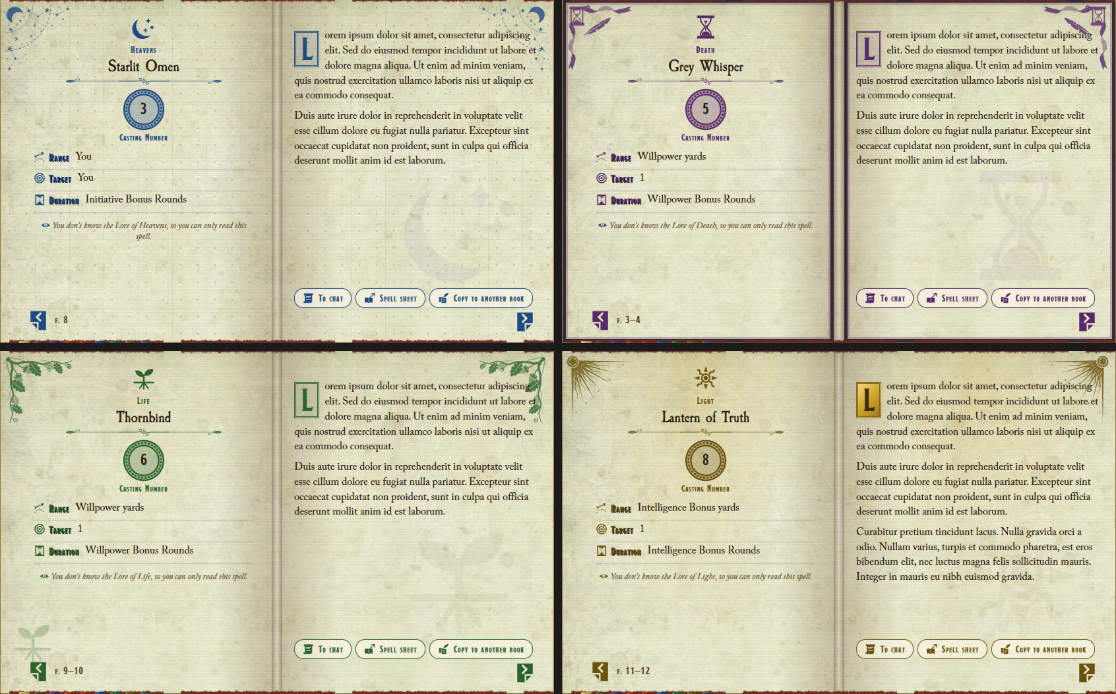 Heavens
Starlit Omen
3
Casting Number
Range You
Target You
Duration Initiative Bonus Rounds
You don't know the Lore of Heavens, so you can only read this
spell.
F. 8
Lorem ipsum dolor sit amet, consectetur adipiscing
elit. Sed do eiusmod tempor incididunt ut labore et
dolore magna aliqua. Ut enim ad minim veniam,
quis nostrud exercitation ullamco laboris nisi ut aliquip ex
ea commodo consequat.
Duis aute irure dolor in reprehenderit in voluptate velit
esse cillum dolore eu fugiat nulla pariatur. Excepteur sint
occaecat cupidatat non proident, sunt in culpa qui officia
deserunt mollit anim id est laborum.
To chat Spell sheet Copy to another book
Death
Grey Whisper
5
Casting Number
Range Willpower yards
Target 1
Duration Willpower Bonus Rounds
You don't know the Lore of Death, so you can only read this spell.
F. 3–4
Lorem ipsum dolor sit amet, consectetur adipiscing
elit. Sed do eiusmod tempor incididunt ut labore et
dolore magna aliqua. Ut enim ad minim veniam,
quis nostrud exercitation ullamco laboris nisi ut aliquip ex
ea commodo consequat.
Duis aute irure dolor in reprehenderit in voluptate velit
esse cillum dolore eu fugiat nulla pariatur. Excepteur sint
occaecat cupidatat non proident, sunt in culpa qui officia
deserunt mollit anim id est laborum.
To chat Spell sheet Copy to another book
Life
Thornbind
6
Casting Number
Range Willpower yards
Target 1
Duration Willpower Bonus Rounds
You don't know the Lore of Life, so you can only read this spell.
F. 9–10
Lorem ipsum dolor sit amet, consectetur adipiscing
elit. Sed do eiusmod tempor incididunt ut labore et
dolore magna aliqua. Ut enim ad minim veniam,
quis nostrud exercitation ullamco laboris nisi ut aliquip ex
ea commodo consequat.
Duis aute irure dolor in reprehenderit in voluptate velit
esse cillum dolore eu fugiat nulla pariatur. Excepteur sint
occaecat cupidatat non proident, sunt in culpa qui officia
deserunt mollit anim id est laborum.
To chat Spell sheet Copy to another book
Light
Lantern of Truth
8
Casting Number
Range Intelligence Bonus yards
Target 1
Duration Intelligence Bonus Rounds
You don't know the Lore of Light, so you can only read this spell.
F. 11–12
Lorem ipsum dolor sit amet, consectetur adipiscing
elit. Sed do eiusmod tempor incididunt ut labore et
dolore magna aliqua. Ut enim ad minim veniam,
quis nostrud exercitation ullamco laboris nisi ut aliquip ex
ea commodo consequat.
Duis aute irure dolor in reprehenderit in voluptate velit
esse cillum dolore eu fugiat nulla pariatur. Excepteur sint
occaecat cupidatat non proident, sunt in culpa qui officia
deserunt mollit anim id est laborum.
Curabitur pretium tincidunt lacus. Nulla gravida orci a
odio. Nullam varius, turpis et commodo pharetra, est eros
bibendum elit, nec luctus magna felis sollicitudin mauris.
Integer in mauris eu nibh euismod gravida.
To chat Spell sheet Copy to another book